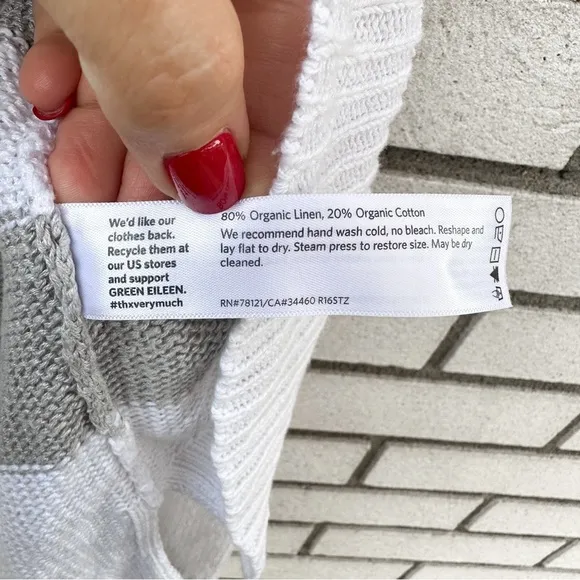 We'd like our
clothes back.
Recycle them at
our US stores
and support
GREEN EILEEN.
#thxverymuch
80% Organic Linen, 20% Organic Cotton
We recommend hand wash cold, no bleach. Reshape and
lay flat to dry. Steam press to restore size. May be dry
cleaned.
RN#78121/CA#34460 R16STZ